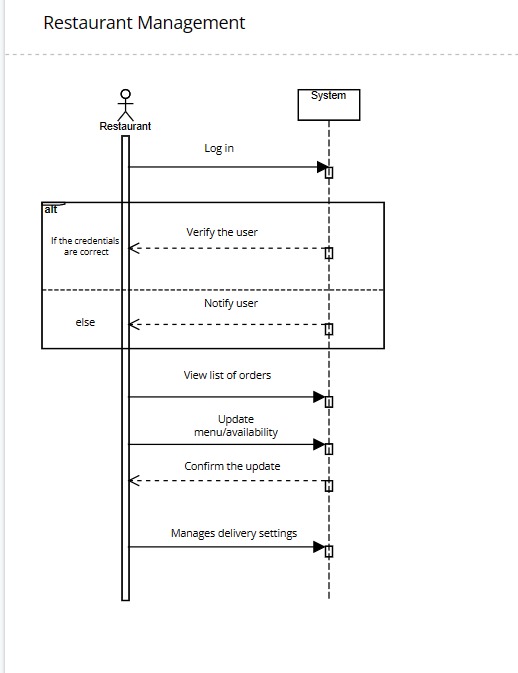 Restaurant Management
System
Restaurant
Log in
alt
If the credentials
are correct
Verify the user
Notify user
else
View list of orders
Update
menu/availability
Confirm the update
Manages delivery settings